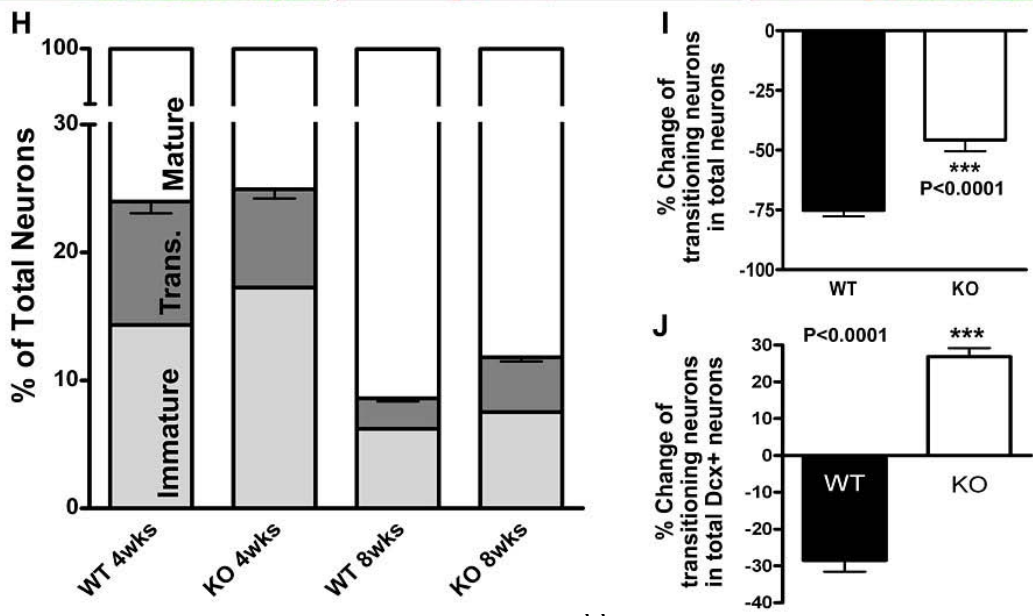 H
% of Total Neurons
100
30
20
10
0
Mature
Trans.
Immature
WT 4wks
KO 4wks
WT 8wks
KO 8wks
I
% Change of
transitioning neurons
in total neurons
0
-25
-50
-75
-100
***
P<0.0001
WT
KO
J
% Change of
transitioning neurons
in total Dcx+ neurons
30
20
10
0
-10
-20
-30
-40
P<0.0001
***
WT
KO